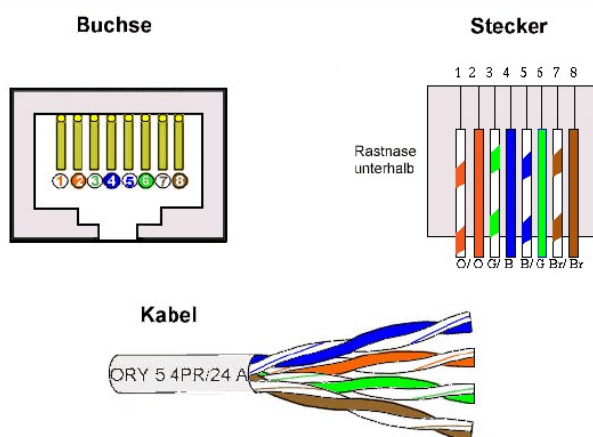 Buchse
Stecker
1 2 3 4 5 6 7 8
Rastnase
unterhalb
1 2 3 4 5 6 7 8
O/ O G/ B B/ G Br/ Br
Kabel
ORY 5 4PR/24 A